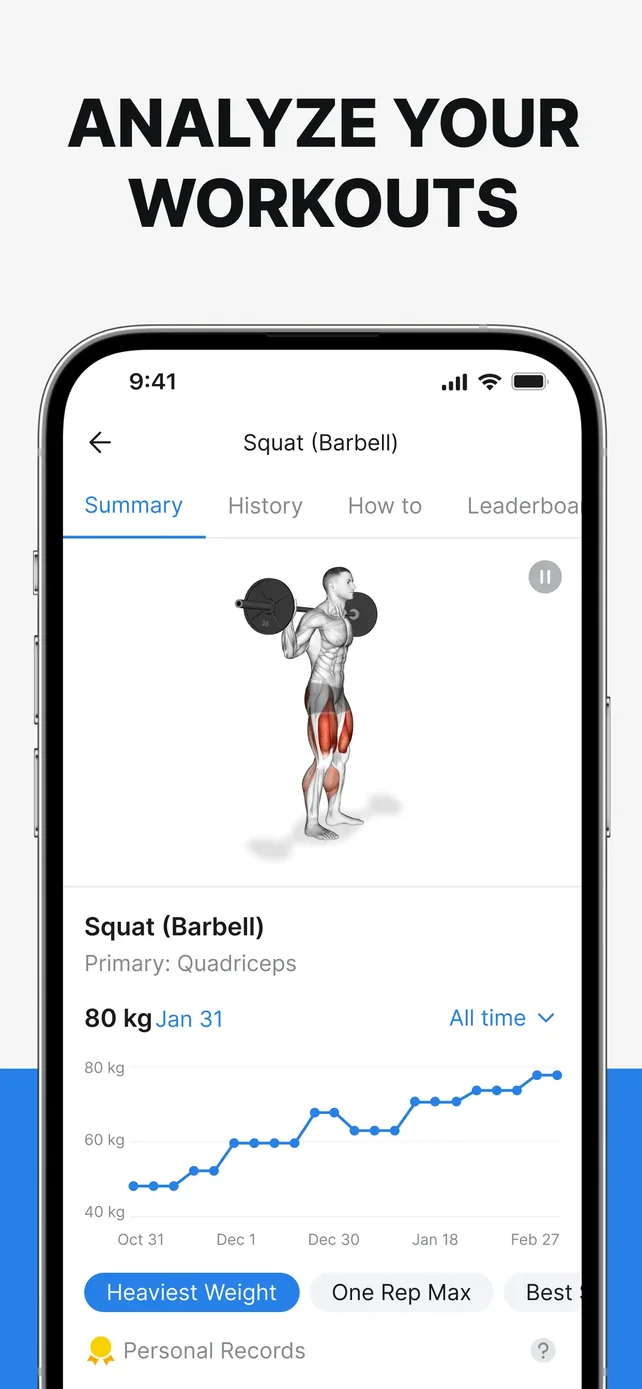 ANALYZE YOUR
WORKOUTS
9:41
Squat (Barbell)
Summary History How to Leaderboa
Squat (Barbell)
Primary: Quadriceps
80 kg Jan 31 All time
80 kg
60 kg
40 kg
Oct 31 Dec 1 Dec 30 Jan 18 Feb 27
Heaviest Weight One Rep Max Best
Personal Records ?